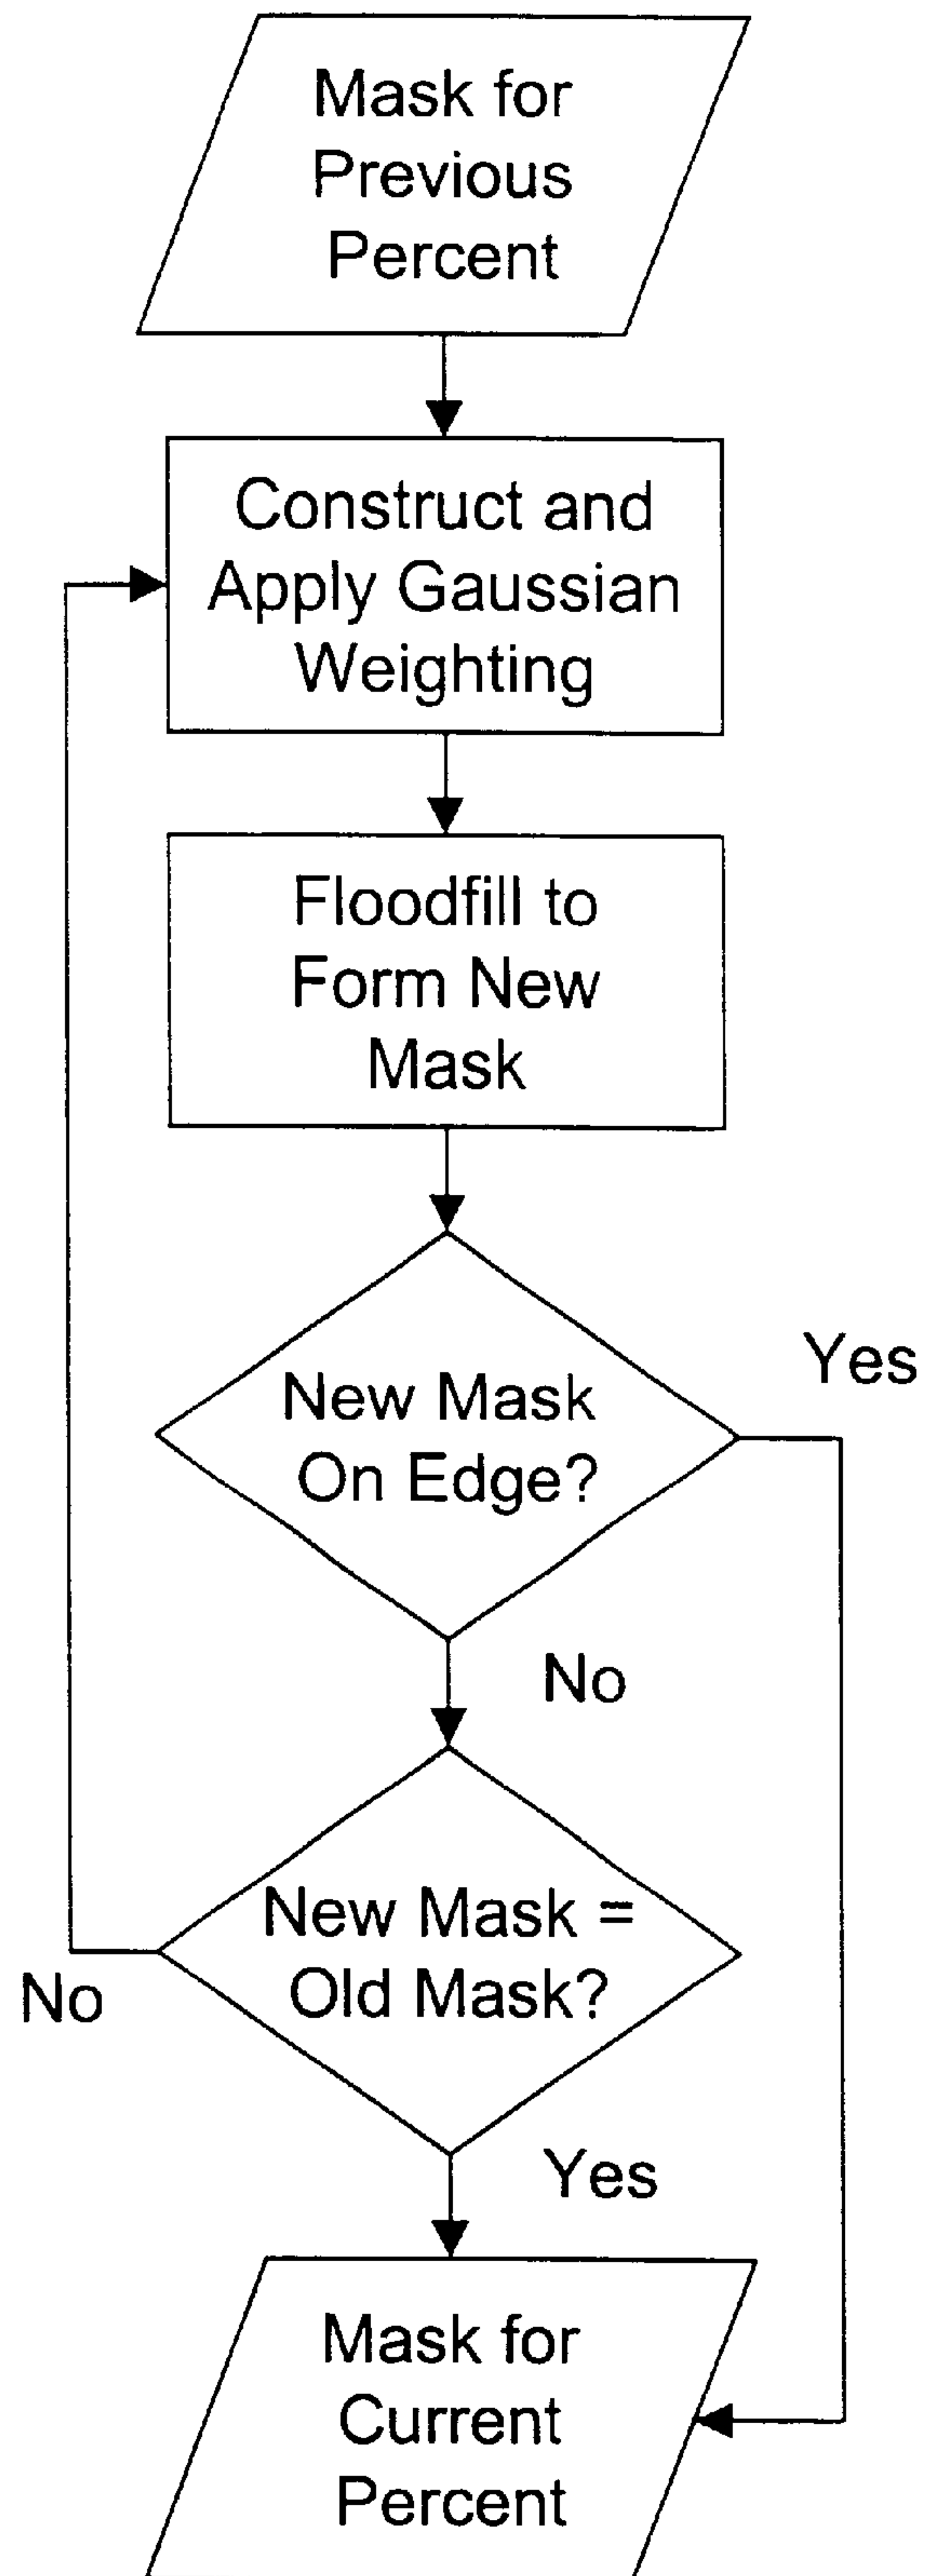 Mask for
Previous
Percent
Construct and
Apply Gaussian
Weighting
Floodfill to
Form New
Mask
New Mask
On Edge?
Yes
No
New Mask =
Old Mask?
No
Yes
Mask for
Current
Percent